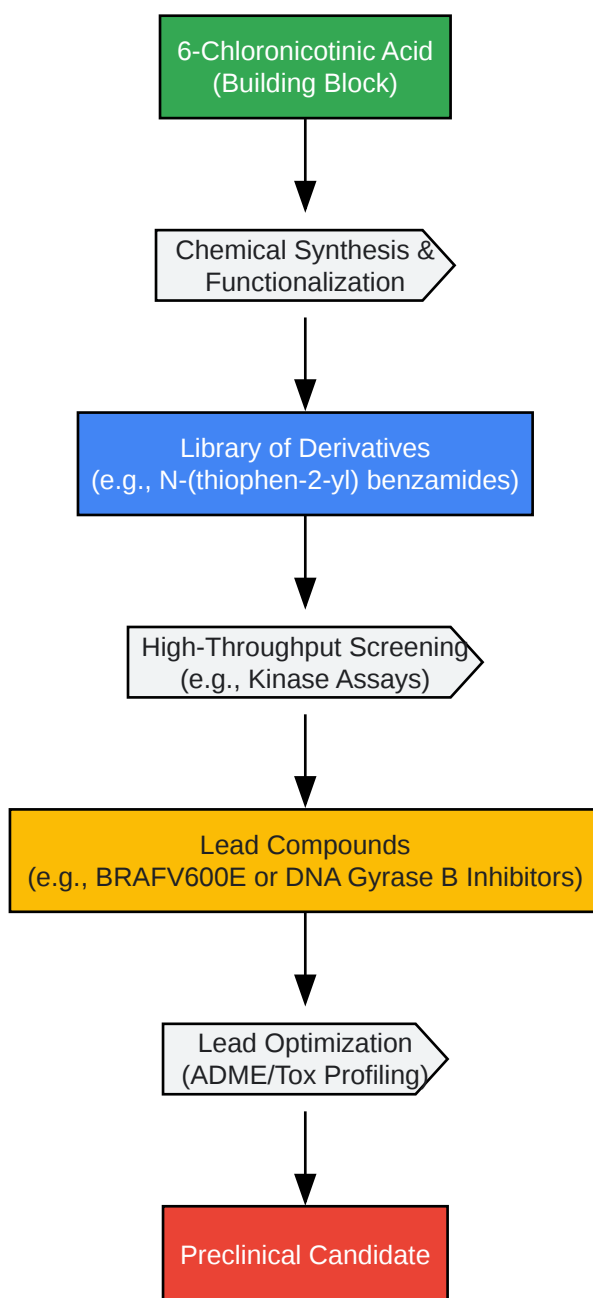 6-Chloronicotinic Acid
(Building Block)
Chemical Synthesis &
Functionalization
Library of Derivatives
(e.g., N-(thiophen-2-yl) benzamides)
High-Throughput Screening
(e.g., Kinase Assays)
Lead Compounds
(e.g., BRAFV600E or DNA Gyrase B Inhibitors)
Lead Optimization
(ADME/Tox Profiling)
Preclinical Candidate